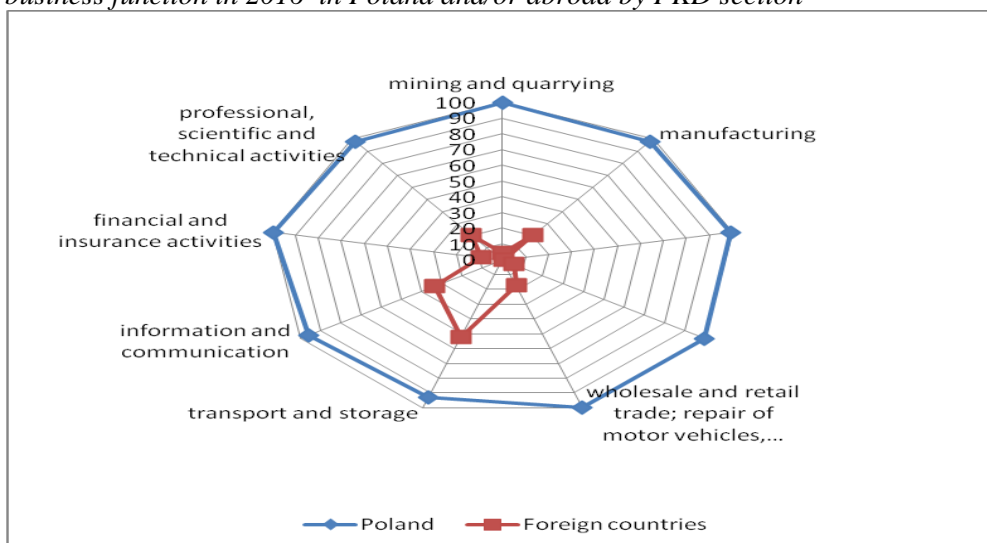 business function in 2016 in Poland and/or abroad by PKD section
mining and quarrying
100
90
80
70
60
50
40
30
20
10
0
professional,
scientific and
technical activities
manufacturing
financial and
insurance activities
information and
communication
transport and storage
wholesale and retail
trade; repair of
motor vehicles,...
Poland
Foreign countries